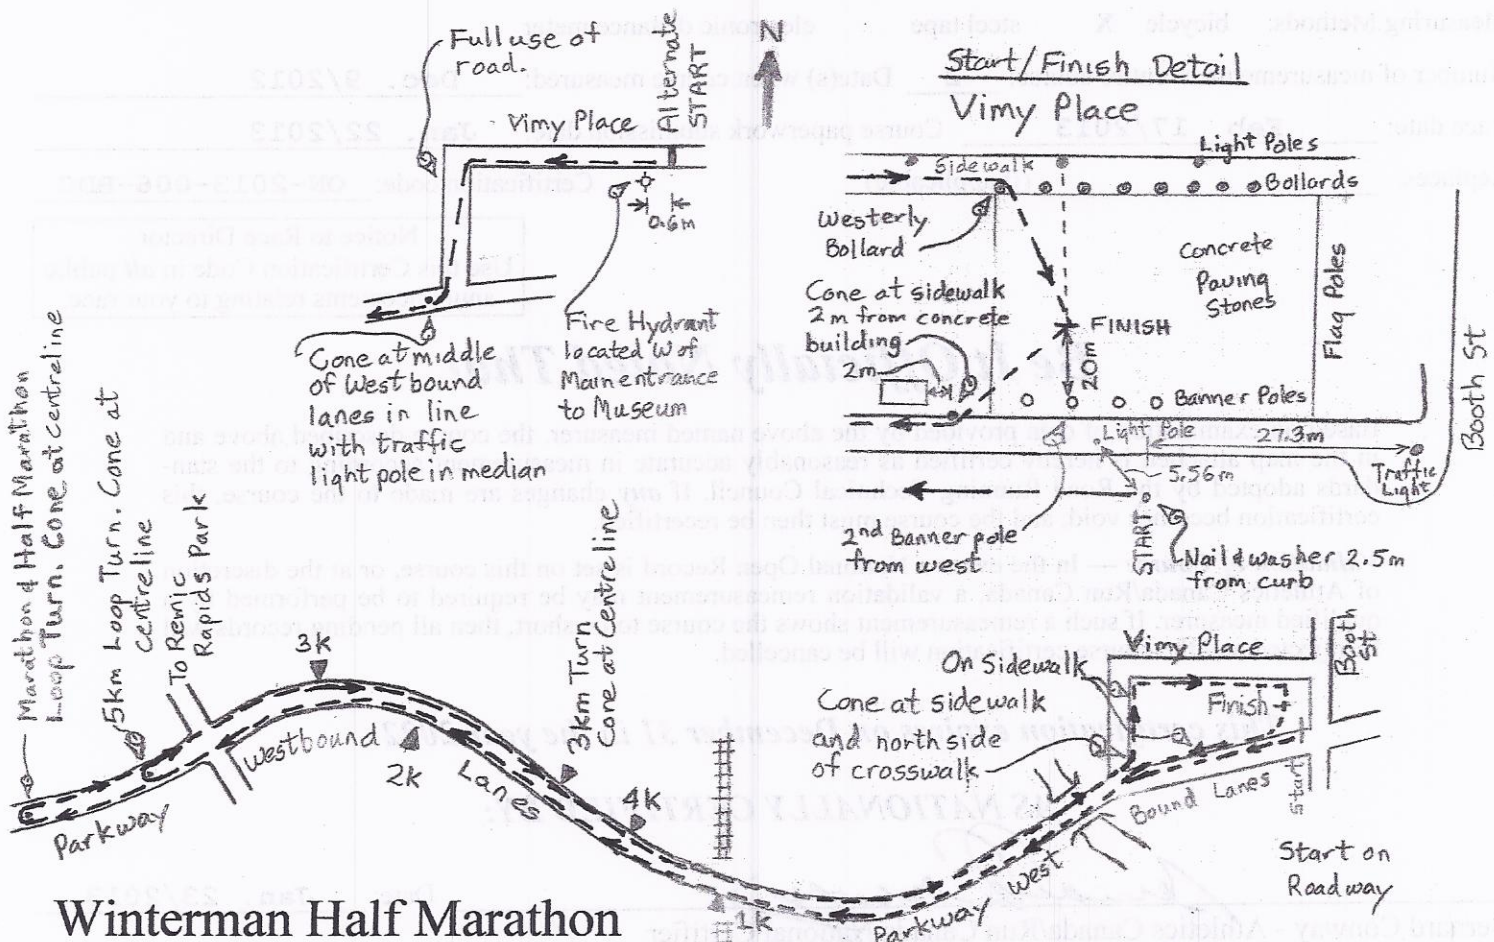 Full use of
road.
Vimy Place
Alternate
START
N
0.6m
Fire Hydrant
located W of
Main entrance
to Museum
Cone at middle
of Westbound
lanes in line
with traffic
light pole in median
Start/Finish Detail
Vimy Place
Light Poles
Sidewalk
Bollards
Westerly
Bollard
Concrete
Paving
Stones
Flag Poles
Booth St
Cone at sidewalk
2m from concrete
building
2m
FINISH
20m
Banner Poles
Light Pole
27.3m
5.56m
Traffic
Light
2nd Banner pole
from west
START
Nail & washer 2.5m
from curb
Marathon & Half Marathon
Loop Turn. Cone at centreline
5km Loop Turn. Cone at
Centreline
To Remic
Rapids Park
3K
Westbound
2K
Lanes
3km Turn
Cone at Centreline
4K
Parkway
1K
Parkway
West
Bound Lanes
On Sidewalk
Cone at sidewalk
and north side
of crosswalk
Vimy Place
Booth
St
Finish
Start
Start on
Roadway
Winterman Half Marathon